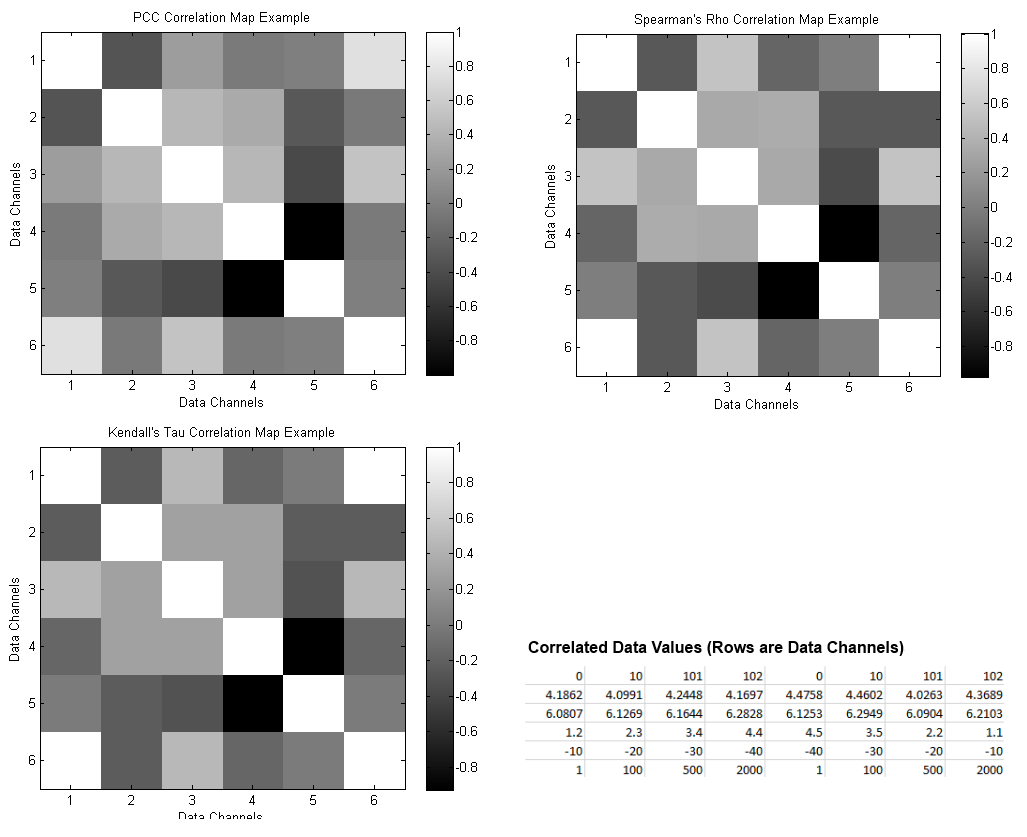 PCC Correlation Map Example
1
2
3
4
5
6
Data Channels
1 2 3 4 5 6
Data Channels
1
0.8
0.6
0.4
0.2
0
-0.2
-0.4
-0.6
-0.8
Spearman's Rho Correlation Map Example
1
2
3
4
5
6
Data Channels
1 2 3 4 5 6
Data Channels
1
0.8
0.6
0.4
0.2
0
-0.2
-0.4
-0.6
-0.8
Kendall's Tau Correlation Map Example
1
2
3
4
5
6
Data Channels
1 2 3 4 5 6
Data Channels
1
0.8
0.6
0.4
0.2
0
-0.2
-0.4
-0.6
-0.8
Correlated Data Values (Rows are Data Channels)
0 10 101 102 0 10 101 102
4.1862 4.0991 4.2448 4.1697 4.4758 4.4602 4.0263 4.3689
6.0807 6.1269 6.1644 6.2828 6.1253 6.2949 6.0904 6.2103
1.2 2.3 3.4 4.4 4.5 3.5 2.2 1.1
-10 -20 -30 -40 -40 -30 -20 -10
1 100 500 2000 1 100 500 2000